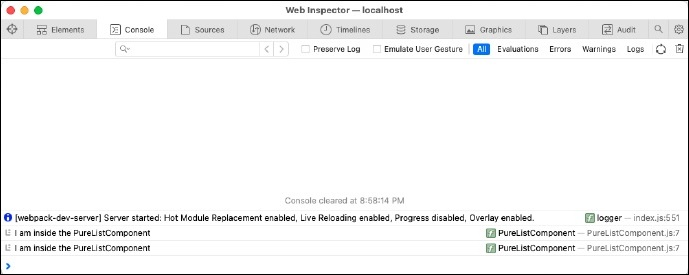 Web Inspector — localhost
Elements Console Sources Network Timelines Storage Graphics Layers Audit
Preserve Log Emulate User Gesture All Evaluations Errors Warnings Logs
Console cleared at 8:58:14 PM
[webpack-dev-server] Server started: Hot Module Replacement enabled, Live Reloading enabled, Progress disabled, Overlay enabled. f logger — index.js:551
I am inside the PureListComponent f PureListComponent — PureListComponent.js:7
I am inside the PureListComponent f PureListComponent — PureListComponent.js:7